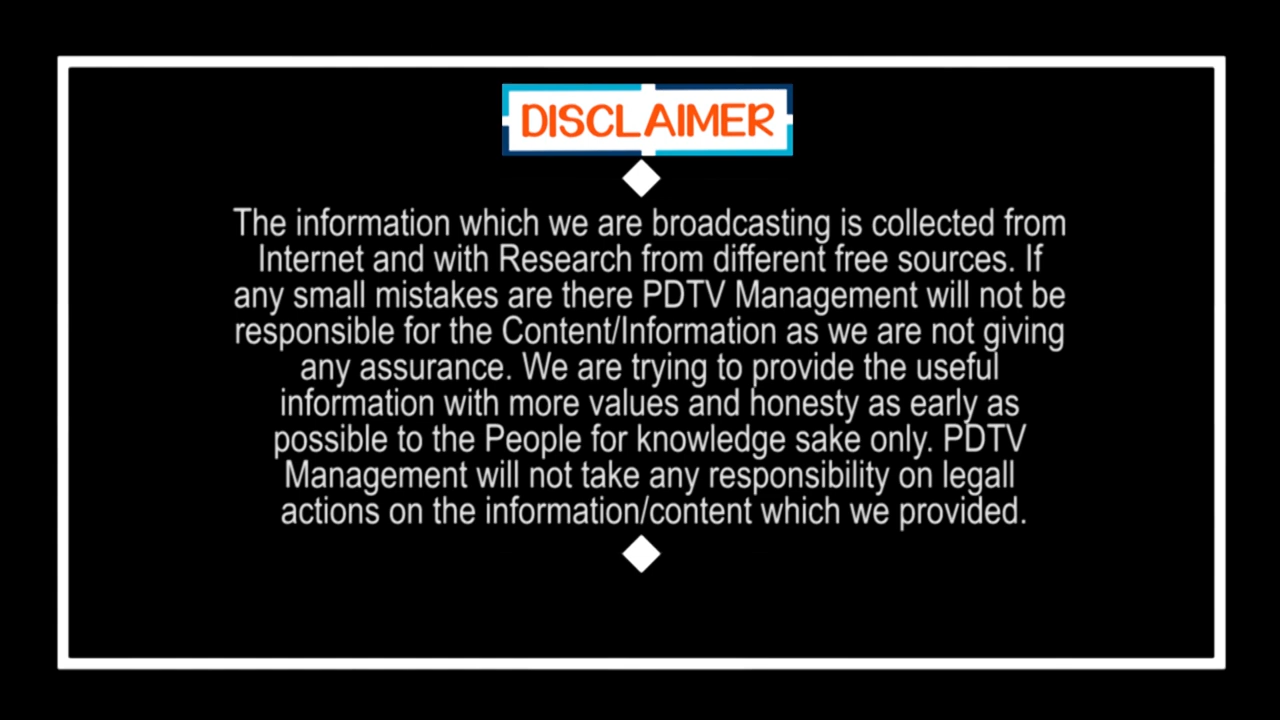 DISCLAIMER
The information which we are broadcasting is collected from
Internet and with Research from different free sources. If
any small mistakes are there PDTV Management will not be
responsible for the Content/Information as we are not giving
any assurance. We are trying to provide the useful
information with more values and honesty as early as
possible to the People for knowledge sake only. PDTV
Management will not take any responsibility on legall
actions on the information/content which we provided.